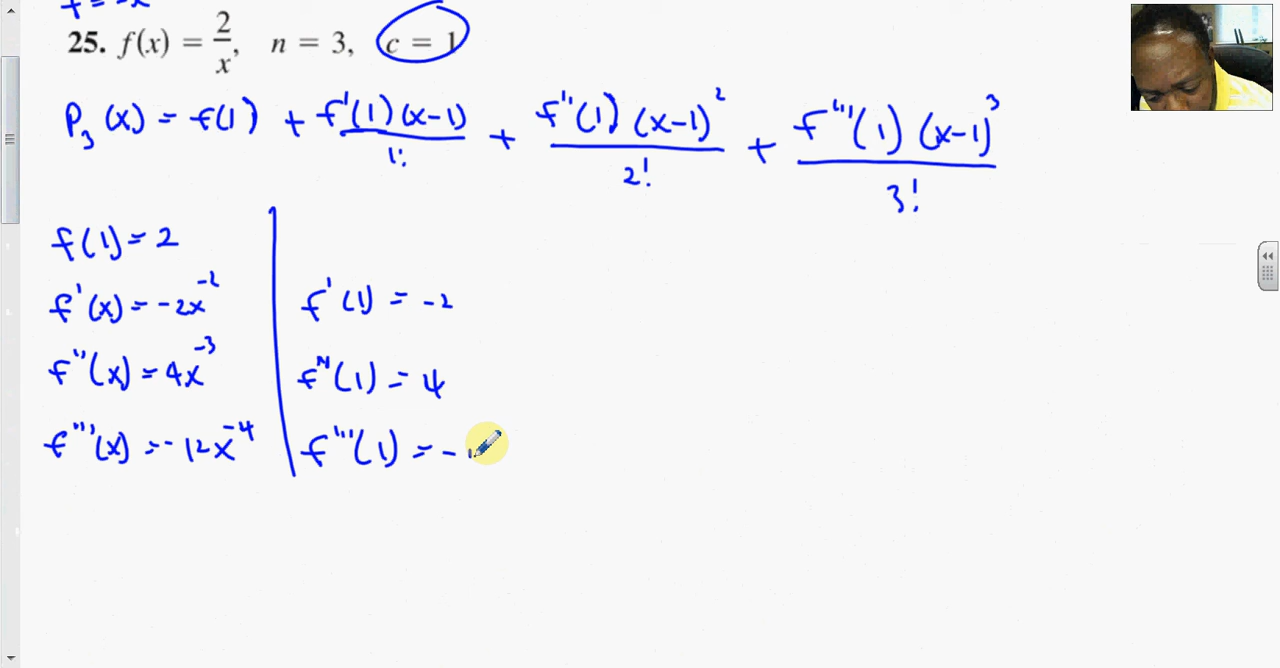 25. f(x) = 2/x, n = 3, c = 1
P₃(x) = f(1) + f'(1)(x-1)/1! + f''(1)(x-1)²/2! + f'''(1)(x-1)³/3!
f(1) = 2
f'(x) = -2x⁻² f'(1) = -2
f''(x) = 4x⁻³ f''(1) = 4
f'''(x) = -12x⁻⁴ f'''(1) = -